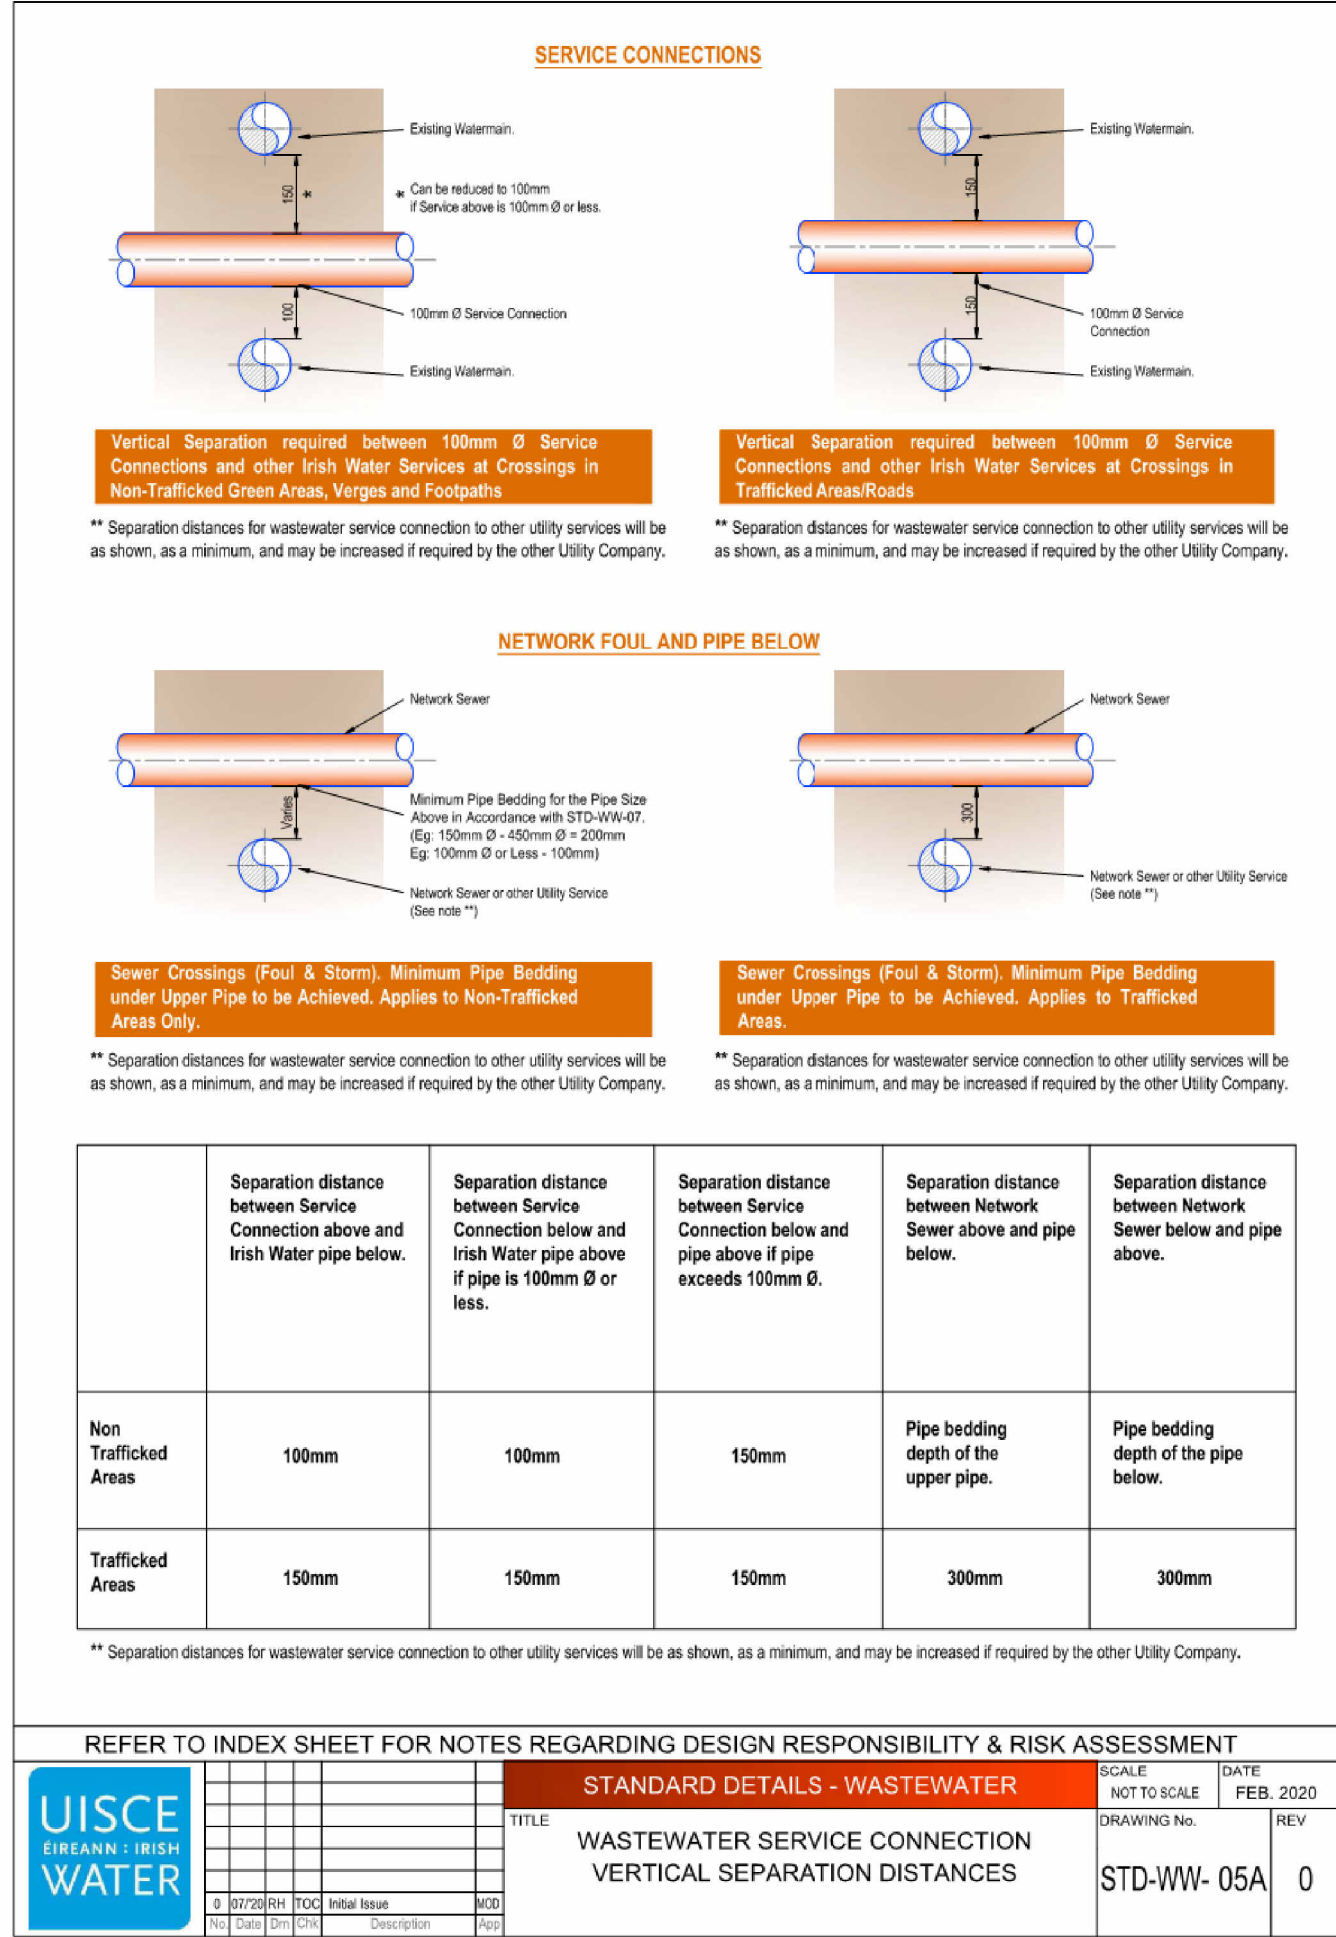 SERVICE CONNECTIONS
Existing Watermain.
150
*
* Can be reduced to 100mm
if Service above is 100mm Ø or less.
100
100mm Ø Service Connection
Existing Watermain.
Vertical Separation required between 100mm Ø Service
Connections and other Irish Water Services at Crossings in
Non-Trafficked Green Areas, Verges and Footpaths
** Separation distances for wastewater service connection to other utility services will be
as shown, as a minimum, and may be increased if required by the other Utility Company.
Existing Watermain.
150
150
100mm Ø Service
Connection
Existing Watermain.
Vertical Separation required between 100mm Ø Service
Connections and other Irish Water Services at Crossings in
Trafficked Areas/Roads
** Separation distances for wastewater service connection to other utility services will be
as shown, as a minimum, and may be increased if required by the other Utility Company.
NETWORK FOUL AND PIPE BELOW
Network Sewer
Varies
Minimum Pipe Bedding for the Pipe Size
Above in Accordance with STD-WW-07.
(Eg: 150mm Ø - 450mm Ø = 200mm
Eg: 100mm Ø or Less - 100mm)
Network Sewer or other Utility Service
(See note **)
Sewer Crossings (Foul & Storm). Minimum Pipe Bedding
under Upper Pipe to be Achieved. Applies to Non-Trafficked
Areas Only.
** Separation distances for wastewater service connection to other utility services will be
as shown, as a minimum, and may be increased if required by the other Utility Company.
Network Sewer
300
Network Sewer or other Utility Service
(See note **)
Sewer Crossings (Foul & Storm). Minimum Pipe Bedding
under Upper Pipe to be Achieved. Applies to Trafficked
Areas.
** Separation distances for wastewater service connection to other utility services will be
as shown, as a minimum, and may be increased if required by the other Utility Company.
Separation distance
between Service
Connection above and
Irish Water pipe below.
Separation distance
between Service
Connection below and
Irish Water pipe above
if pipe is 100mm Ø or
less.
Separation distance
between Service
Connection below and
pipe above if pipe
exceeds 100mm Ø.
Separation distance
between Network
Sewer above and pipe
below.
Separation distance
between Network
Sewer below and pipe
above.
Non
Trafficked
Areas
100mm
100mm
150mm
Pipe bedding
depth of the
upper pipe.
Pipe bedding
depth of the pipe
below.
Trafficked
Areas
150mm
150mm
150mm
300mm
300mm
** Separation distances for wastewater service connection to other utility services will be as shown, as a minimum, and may be increased if required by the other Utility Company.
REFER TO INDEX SHEET FOR NOTES REGARDING DESIGN RESPONSIBILITY & RISK ASSESSMENT
UISCE
ÉIREANN : IRISH
WATER
0 07/'20 RH TOC Initial Issue MOD
No. Date Drn Chk Description App
STANDARD DETAILS - WASTEWATER
TITLE
WASTEWATER SERVICE CONNECTION
VERTICAL SEPARATION DISTANCES
SCALE
NOT TO SCALE
DATE
FEB. 2020
DRAWING No.
STD-WW- 05A
REV
0